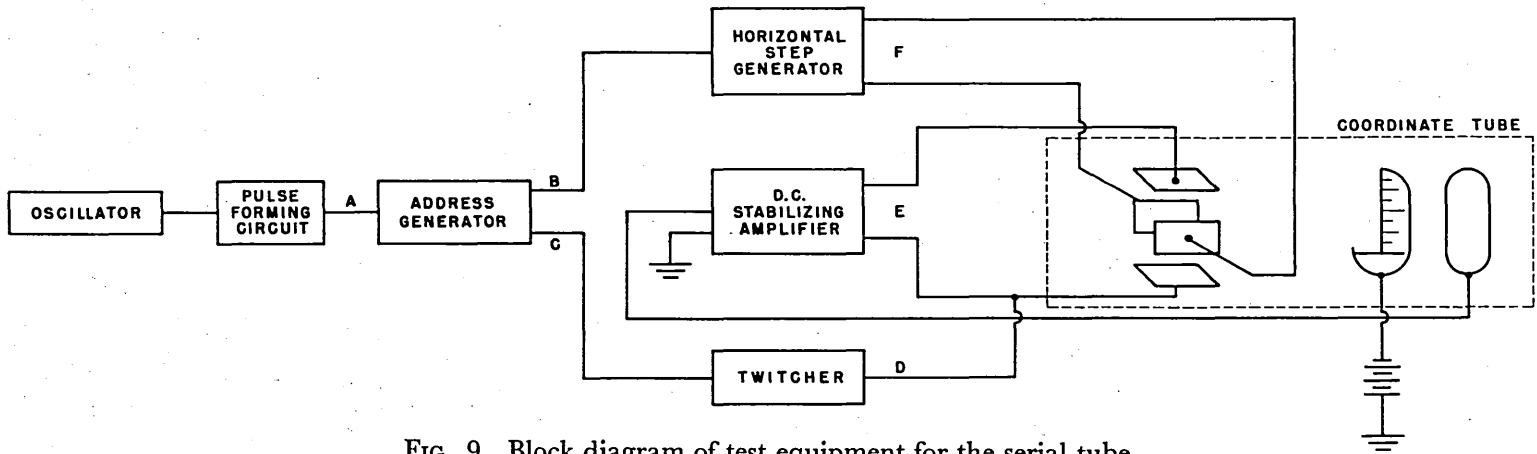 OSCILLATOR
PULSE
FORMING
CIRCUIT
A
ADDRESS
GENERATOR
B
C
HORIZONTAL
STEP
GENERATOR
F
D.C.
STABILIZING
AMPLIFIER
E
TWITCHER
D
COORDINATE TUBE
FIG. 9. Block diagram of test equipment for the serial tube.